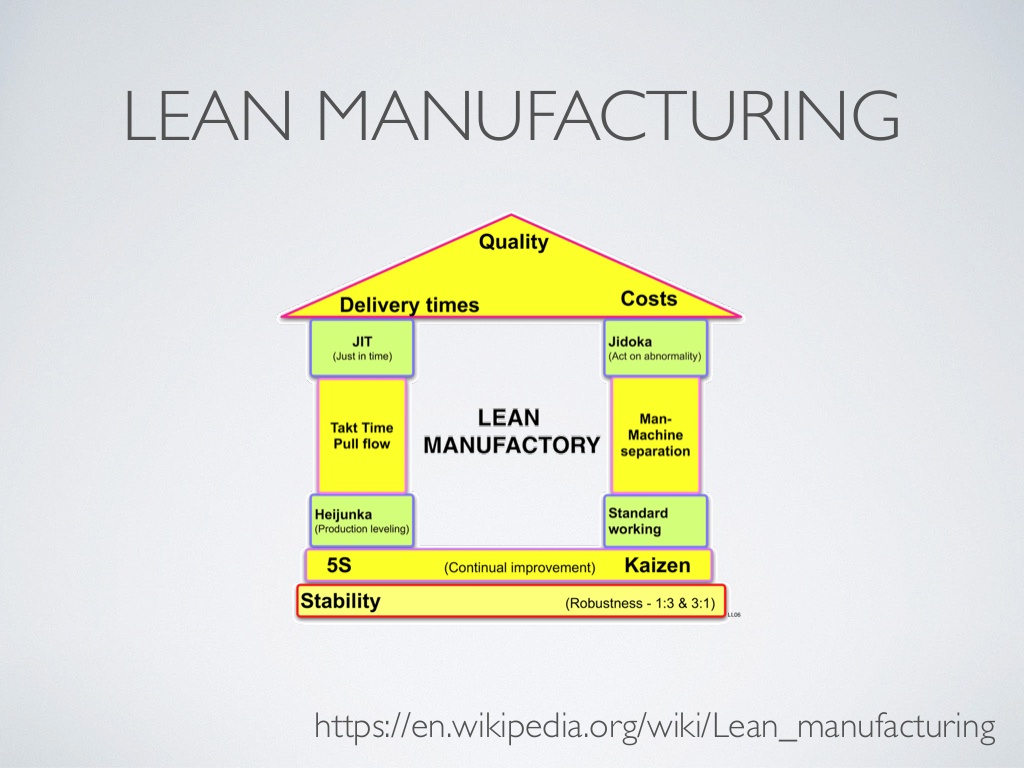 LEAN MANUFACTURING
Quality
Delivery times
Costs
JIT
(Just in time)
Jidoka
(Act on abnormality)
Takt Time
Pull flow
LEAN
MANUFACTORY
Man-
Machine
separation
Heijunka
(Production leveling)
Standard
working
5S (Continual improvement) Kaizen
Stability (Robustness - 1:3 & 3:1)
LL06
https://en.wikipedia.org/wiki/Lean_manufacturing